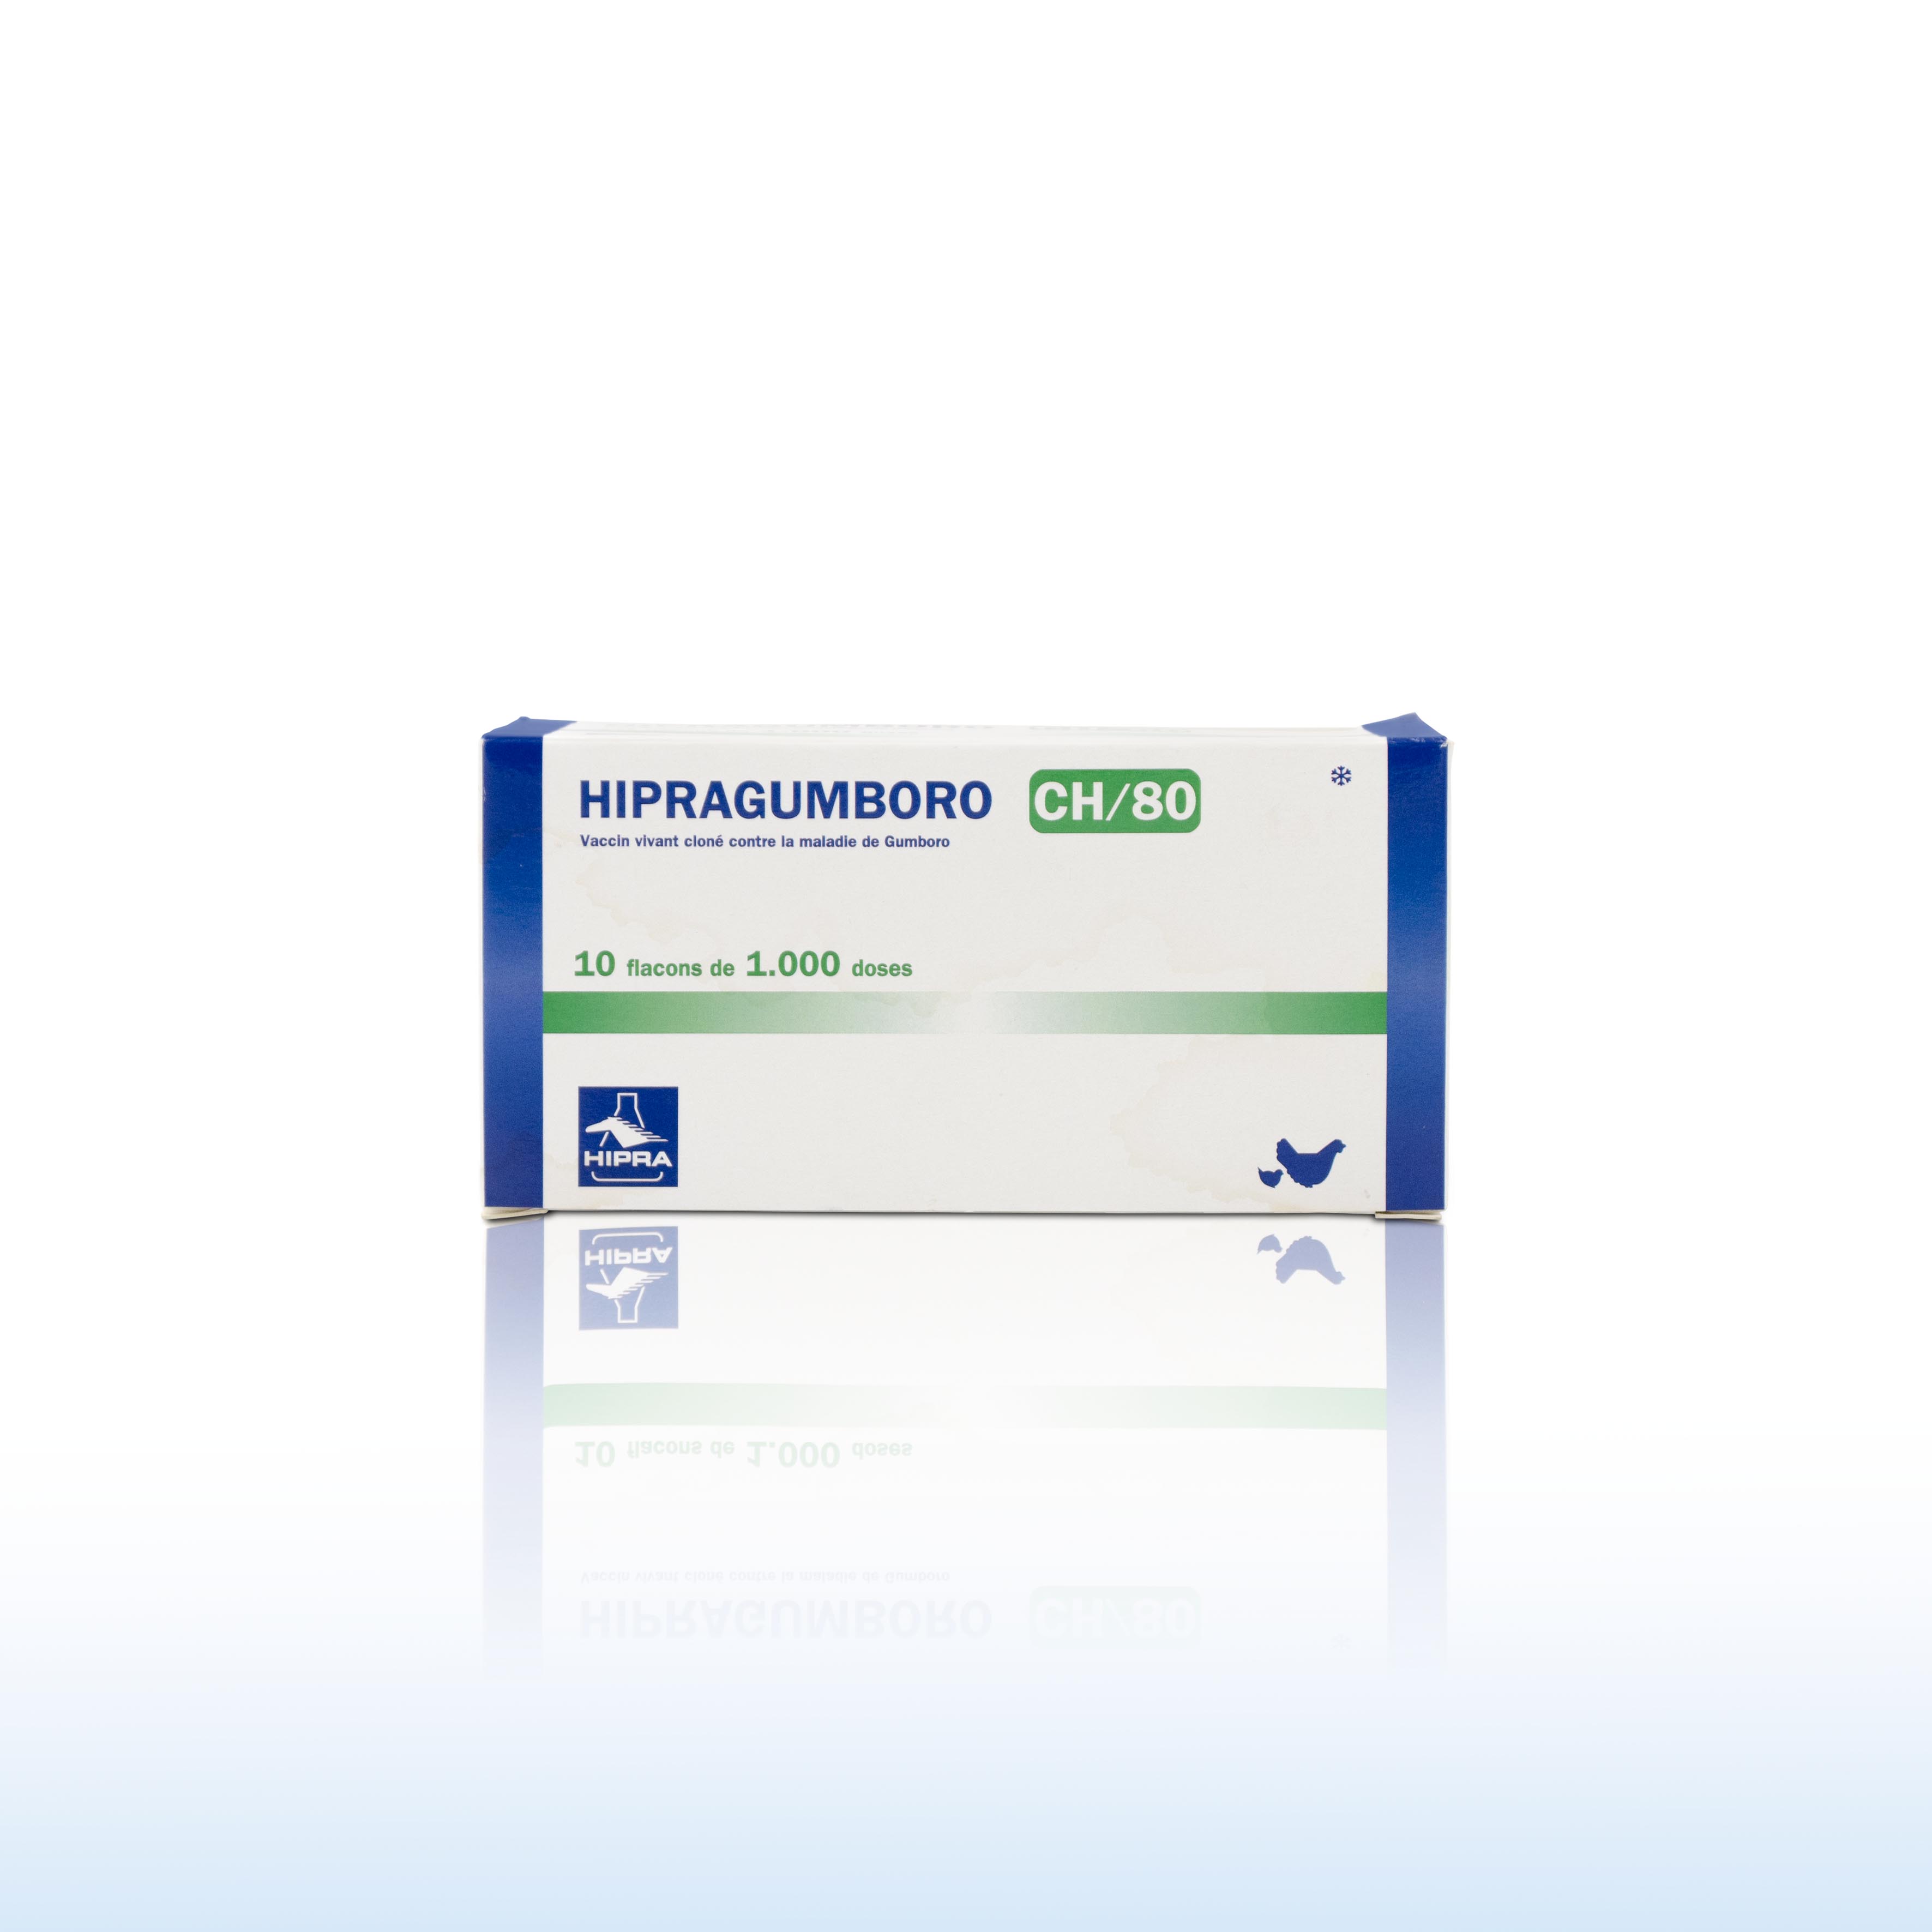 HIPRAGUMBORO CH/80
Vaccin vivant cloné contre la maladie de Gumboro
10 flacons de 1.000 doses
HIPRA